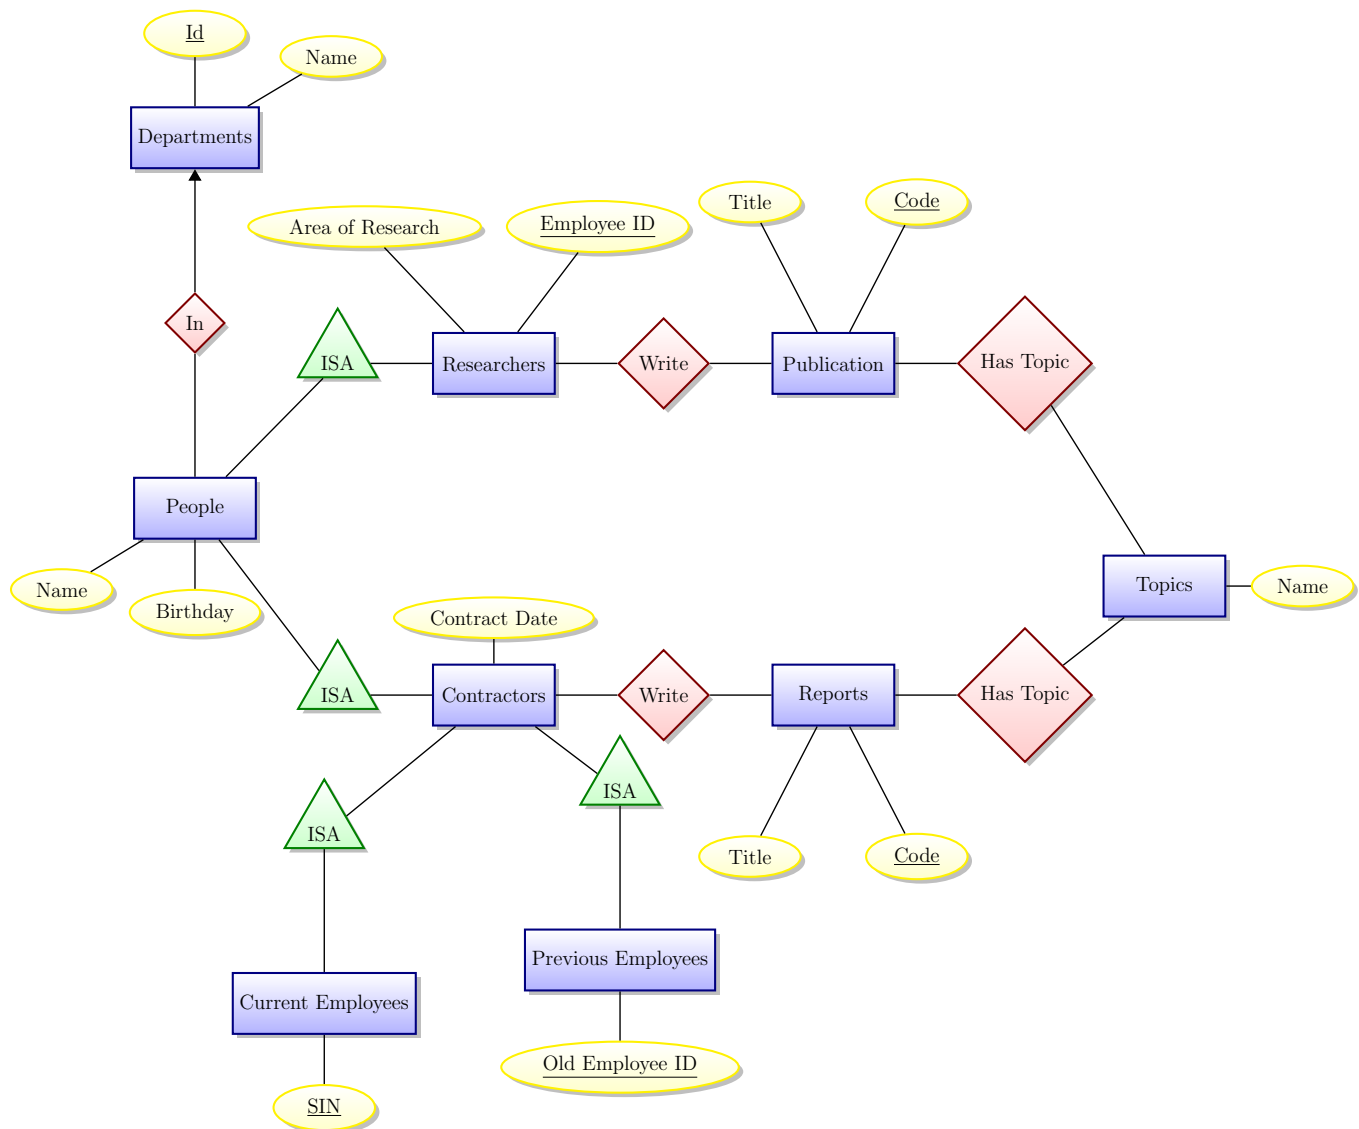 Id
Name
Departments
Title
Code
Area of Research
Employee ID
In
ISA
Researchers
Write
Publication
Has Topic
People
Name
Birthday
Topics
Name
Contract Date
ISA
Contractors
Write
Reports
Has Topic
ISA
ISA
Title
Code
Previous Employees
Current Employees
Old Employee ID
SIN